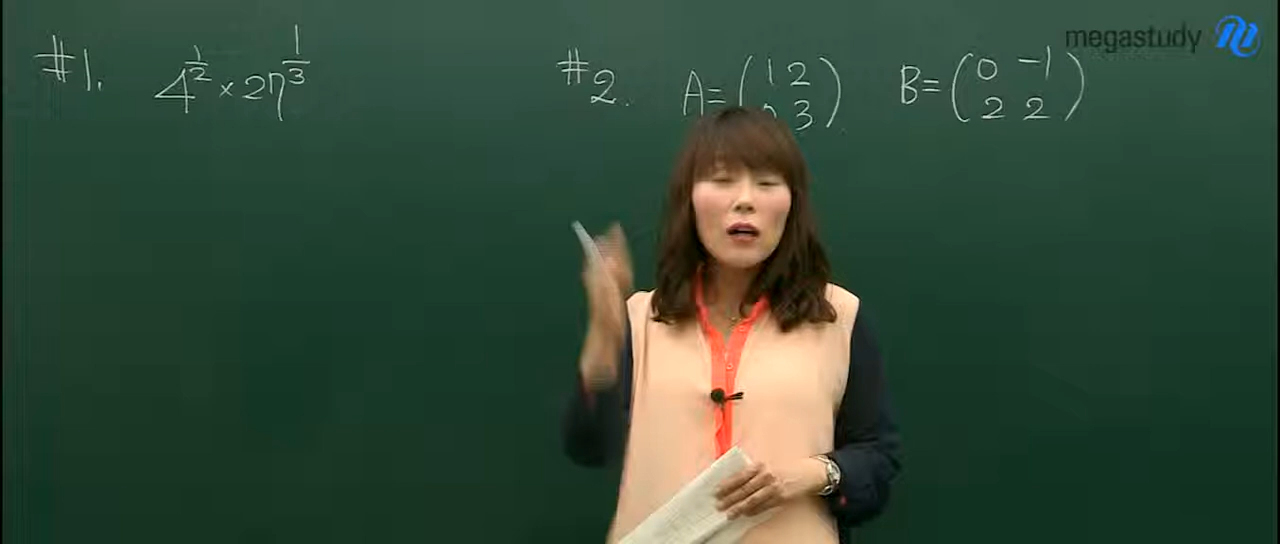 megastudy
#1. 4^{1/2} × 27^{1/3}
#2. A = ( 1 2
3 ) B = ( 0 -1
2 2 )